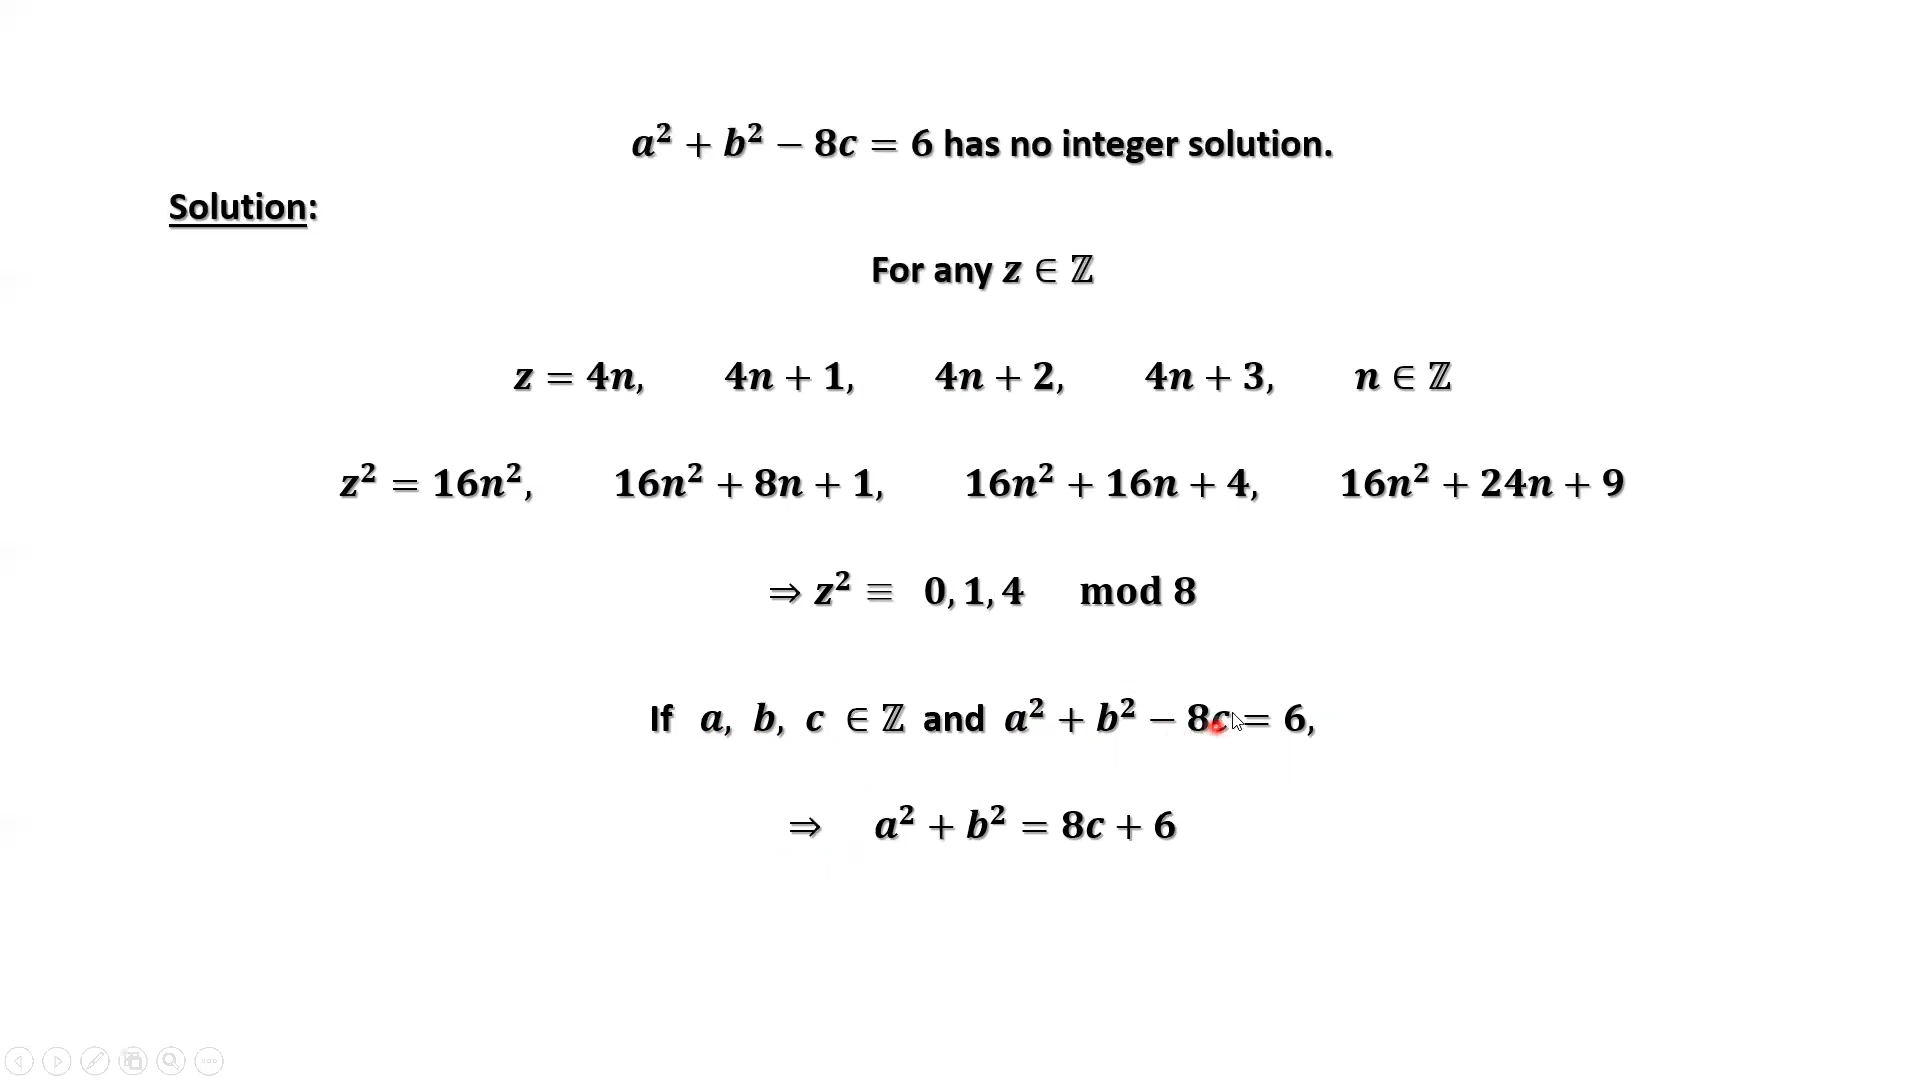 a² + b² − 8c = 6 has no integer solution.
Solution:
For any z ∈ ℤ
z = 4n, 4n + 1, 4n + 2, 4n + 3, n ∈ ℤ
z² = 16n², 16n² + 8n + 1, 16n² + 16n + 4, 16n² + 24n + 9
⇒ z² ≡ 0, 1, 4 mod 8
If a, b, c ∈ ℤ and a² + b² − 8c = 6,
⇒ a² + b² = 8c + 6